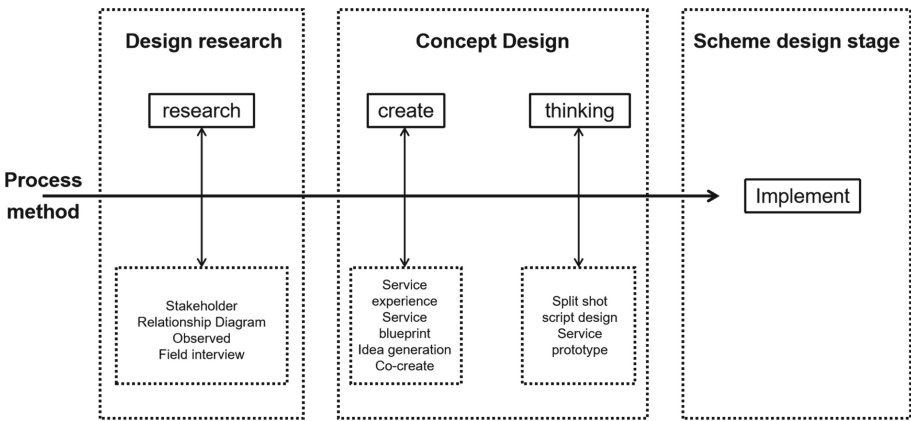 Design research
Concept Design
Scheme design stage
research
create
thinking
Process
method
Implement
Stakeholder
Relationship Diagram
Observed
Field interview
Service
experience
Service
blueprint
Idea generation
Co-create
Split shot
script design
Service
prototype